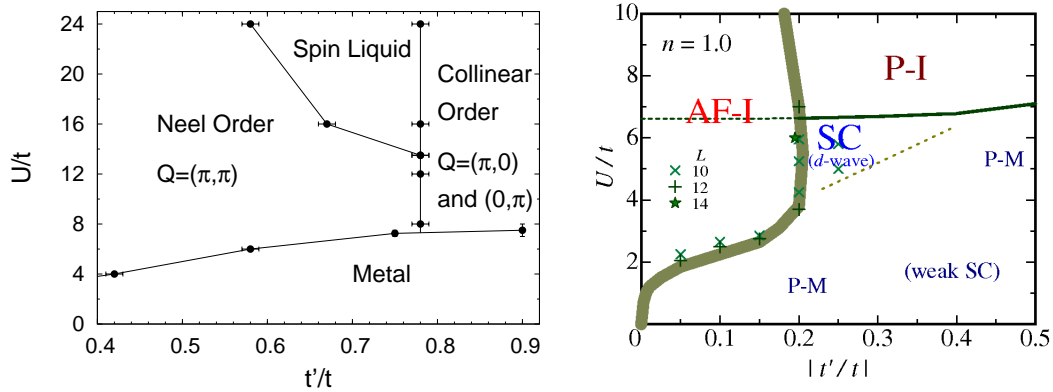 24
20
16
12
8
4
0
U/t
0.4
0.5
0.6
0.7
0.8
0.9
t'/t
Spin Liquid
Collinear
Order
Neel Order
Q=(π,π)
Q=(π,0)
and (0,π)
Metal
10
8
6
4
2
0
U/t
0
0.1
0.2
0.3
0.4
0.5
| t'/t |
n = 1.0
P-I
AF-I
SC
(d-wave)
P-M
L
10
12
14
(weak SC)
P-M